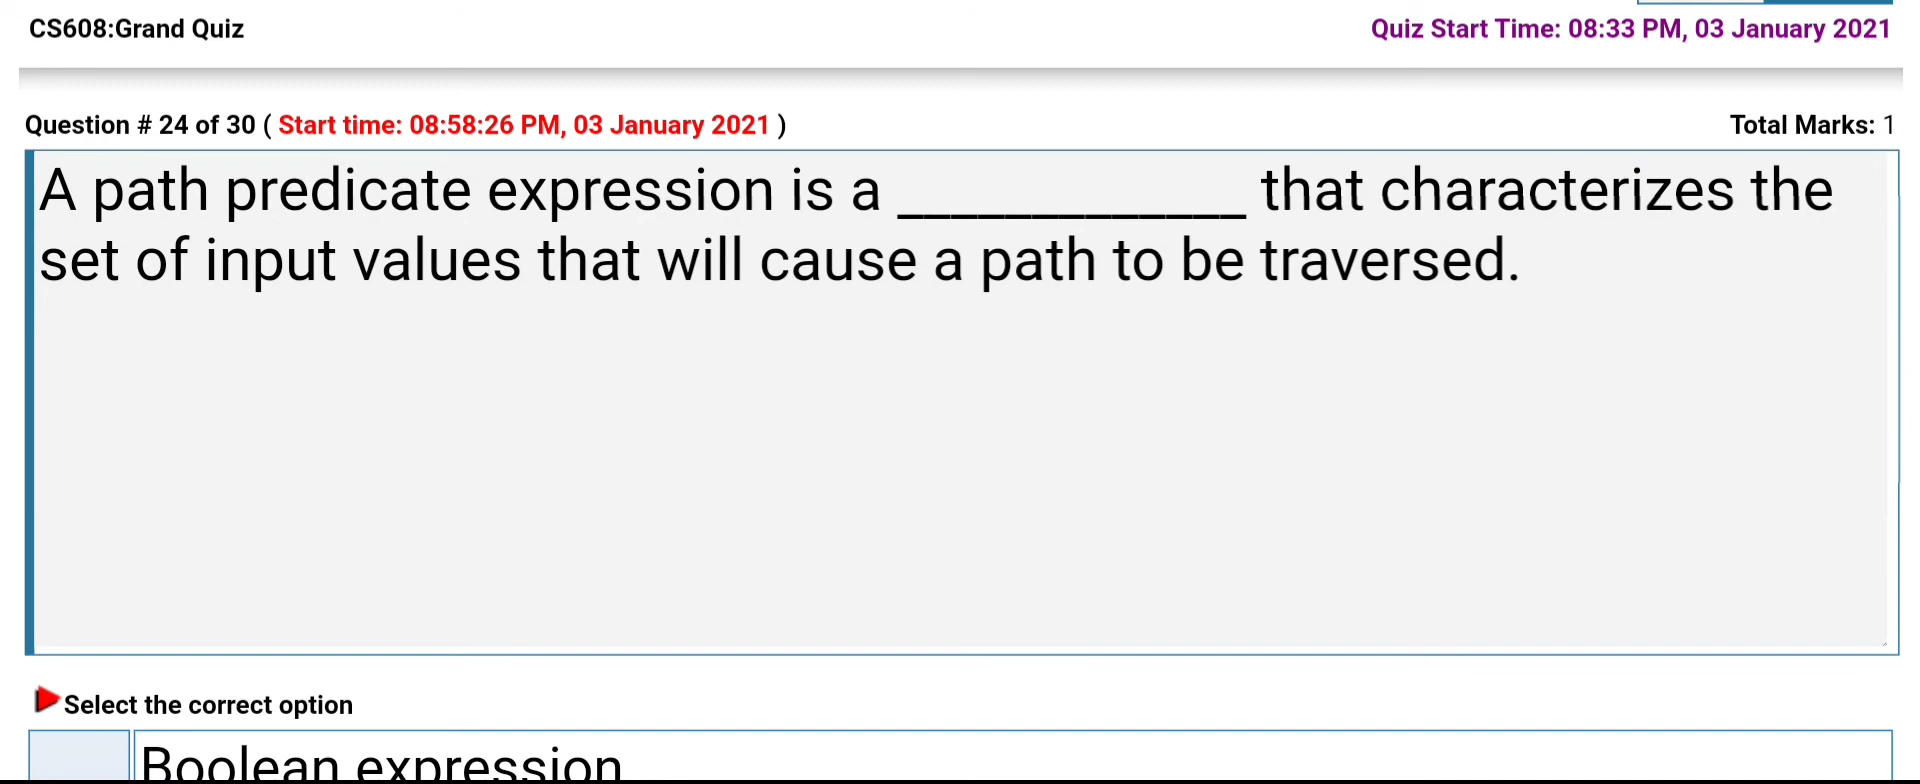 CS608:Grand Quiz
Quiz Start Time: 08:33 PM, 03 January 2021
Question # 24 of 30 ( Start time: 08:58:26 PM, 03 January 2021 )
Total Marks: 1
A path predicate expression is a _____________ that characterizes the
set of input values that will cause a path to be traversed.
Select the correct option
Boolean expression